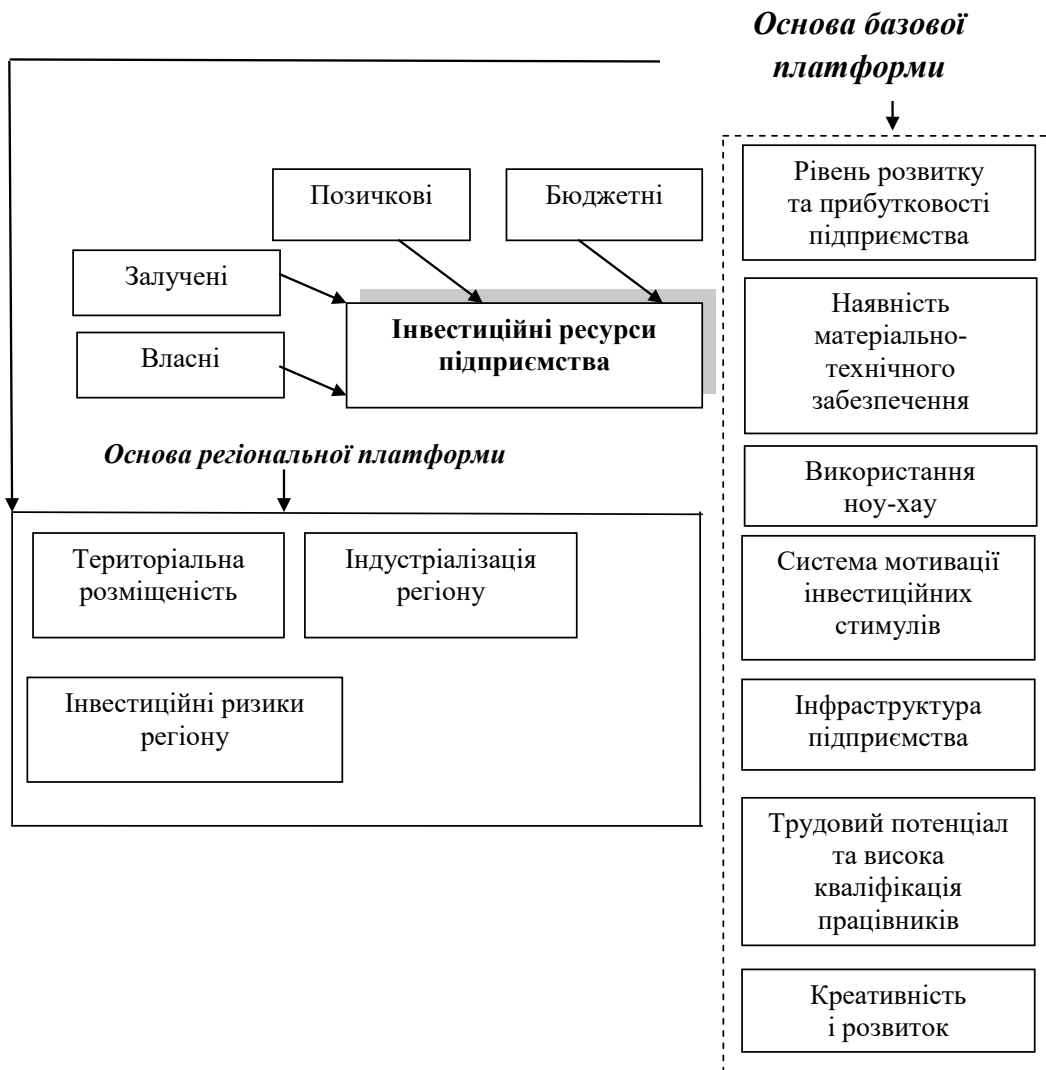 Основа базової
платформи
Позичкові
Бюджетні
Залучені
Власні
Інвестиційні ресурси
підприємства
Основа регіональної платформи
Територіальна
розміщеність
Індустріалізація
регіону
Інвестиційні ризики
регіону
Рівень розвитку
та прибутковості
підприємства
Наявність
матеріально-
технічного
забезпечення
Використання
ноу-хау
Система мотивації
інвестиційних
стимулів
Інфраструктура
підприємства
Трудовий потенціал
та висока
кваліфікація
працівників
Креативність
і розвиток